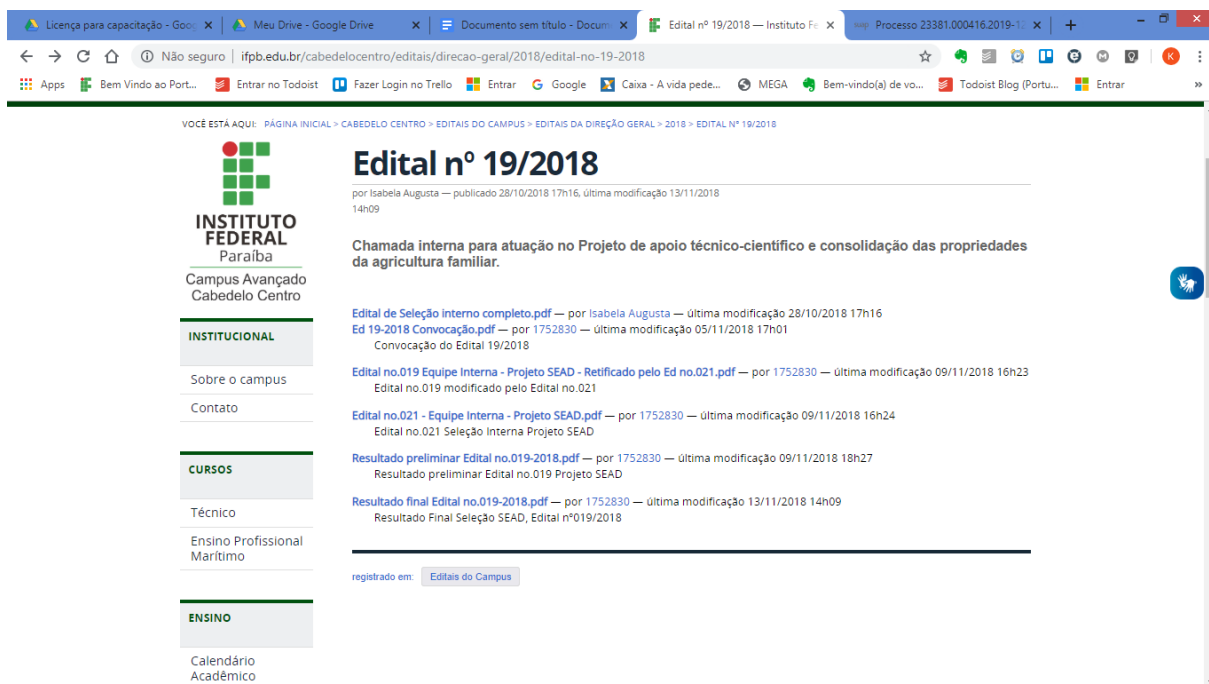 Licença para capacitação - Goo
Meu Drive - Google Drive
Documento sem título - Docum
Edital nº 19/2018 — Instituto Fe
Processo 23381.000416.2019-12
Não seguro | ifpb.edu.br/cabedelocentro/editais/direcao-geral/2018/edital-no-19-2018
K
Apps Bem Vindo ao Port... Entrar no Todoist Fazer Login no Trello Entrar Google Caixa - A vida pede... MEGA Bem-vindo(a) de vo... Todoist Blog (Portu... Entrar »
VOCÊ ESTÁ AQUI: PÁGINA INICIAL > CABEDELO CENTRO > EDITAIS DO CAMPUS > EDITAIS DA DIREÇÃO GERAL > 2018 > EDITAL Nº 19/2018
INSTITUTO
FEDERAL
Paraíba
Campus Avançado
Cabedelo Centro
INSTITUCIONAL
Sobre o campus
Contato
CURSOS
Técnico
Ensino Profissional
Marítimo
ENSINO
Calendário
Acadêmico
Edital nº 19/2018
por Isabela Augusta — publicado 28/10/2018 17h16, última modificação 13/11/2018
14h09
Chamada interna para atuação no Projeto de apoio técnico-científico e consolidação das propriedades
da agricultura familiar.
Edital de Seleção interno completo.pdf — por Isabela Augusta — última modificação 28/10/2018 17h16
Ed 19-2018 Convocação.pdf — por 1752830 — última modificação 05/11/2018 17h01
Convocação do Edital 19/2018
Edital no.019 Equipe Interna - Projeto SEAD - Retificado pelo Ed no.021.pdf — por 1752830 — última modificação 09/11/2018 16h23
Edital no.019 modificado pelo Edital no.021
Edital no.021 - Equipe Interna - Projeto SEAD.pdf — por 1752830 — última modificação 09/11/2018 16h24
Edital no.021 Seleção Interna Projeto SEAD
Resultado preliminar Edital no.019-2018.pdf — por 1752830 — última modificação 09/11/2018 18h27
Resultado preliminar Edital no.019 Projeto SEAD
Resultado final Edital no.019-2018.pdf — por 1752830 — última modificação 13/11/2018 14h09
Resultado Final Seleção SEAD, Edital nº019/2018
registrado em: Editais do Campus